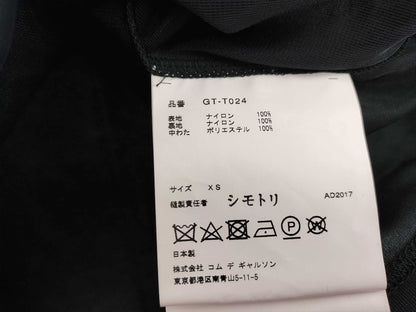 品番 GT-T024
表地 ナイロン 100%
裏地 ナイロン 100%
中わた ポリエステル 100%
サイズ XS
縫製責任者 シモトリ AD2017
P W
日本製
株式会社 コム デ ギャルソン
東京都港区南青山5-11-5